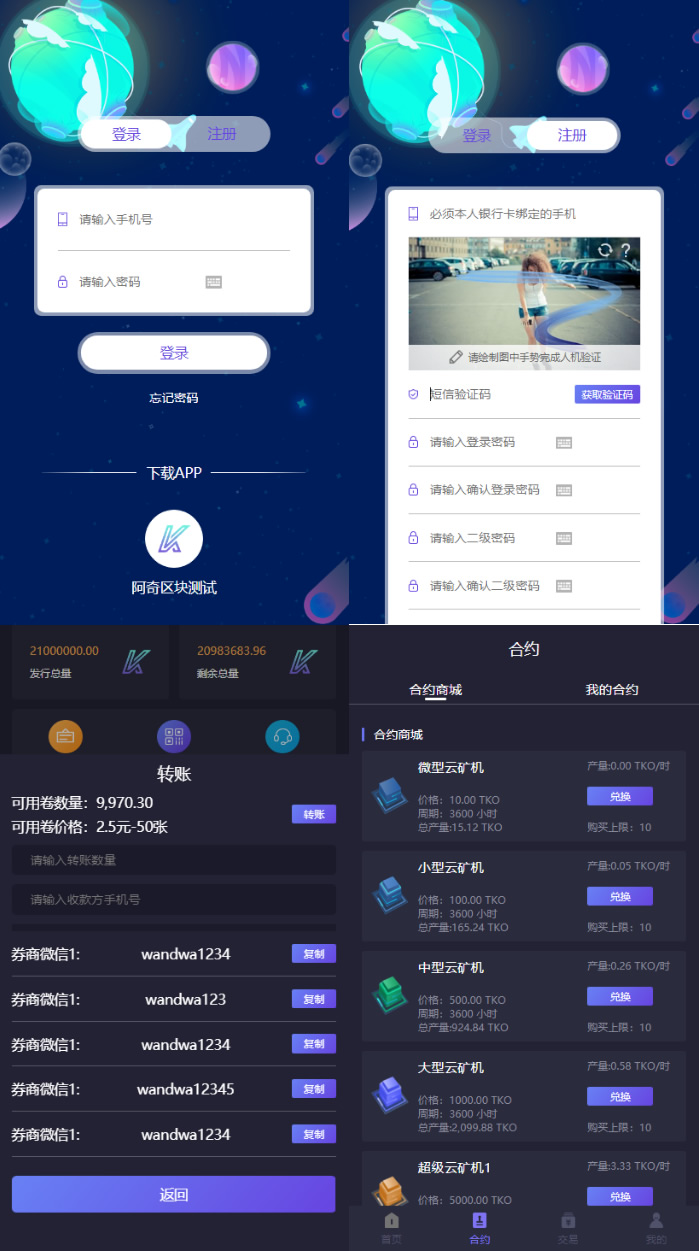 登录
注册
请输入手机号
请输入密码
登录
忘记密码
下载APP
阿奇区块测试
登录
注册
必须本人银行卡绑定的手机
请绘制图中手势完成人机验证
短信验证码
获取验证码
请输入登录密码
请输入确认登录密码
请输入二级密码
请输入确认二级密码
21000000.00
发行总量
20983683.96
剩余总量
转账
可用卷数量：9,970.30
可用卷价格：2.5元-50张
转账
请输入转账数量
请输入收款方手机号
券商微信1: wandwa1234 复制
券商微信1: wandwa123 复制
券商微信1: wandwa1234 复制
券商微信1: wandwa12345 复制
券商微信1: wandwa1234 复制
返回
合约
合约商城 我的合约
合约商城
微型云矿机 产量:0.00 TKO/时
价格：10.00 TKO 兑换
周期：3600 小时
总产量:15.12 TKO 购买上限：10
小型云矿机 产量:0.05 TKO/时
价格：100.00 TKO 兑换
周期：3600 小时
总产量:165.24 TKO 购买上限：10
中型云矿机 产量:0.26 TKO/时
价格：500.00 TKO 兑换
周期：3600 小时
总产量:924.84 TKO 购买上限：10
大型云矿机 产量:0.58 TKO/时
价格：1000.00 TKO 兑换
周期：3600 小时
总产量:2,099.88 TKO 购买上限：10
超级云矿机1 产量:3.33 TKO/时
价格：5000.00 TKO 兑换
首页 合约 交易 我的